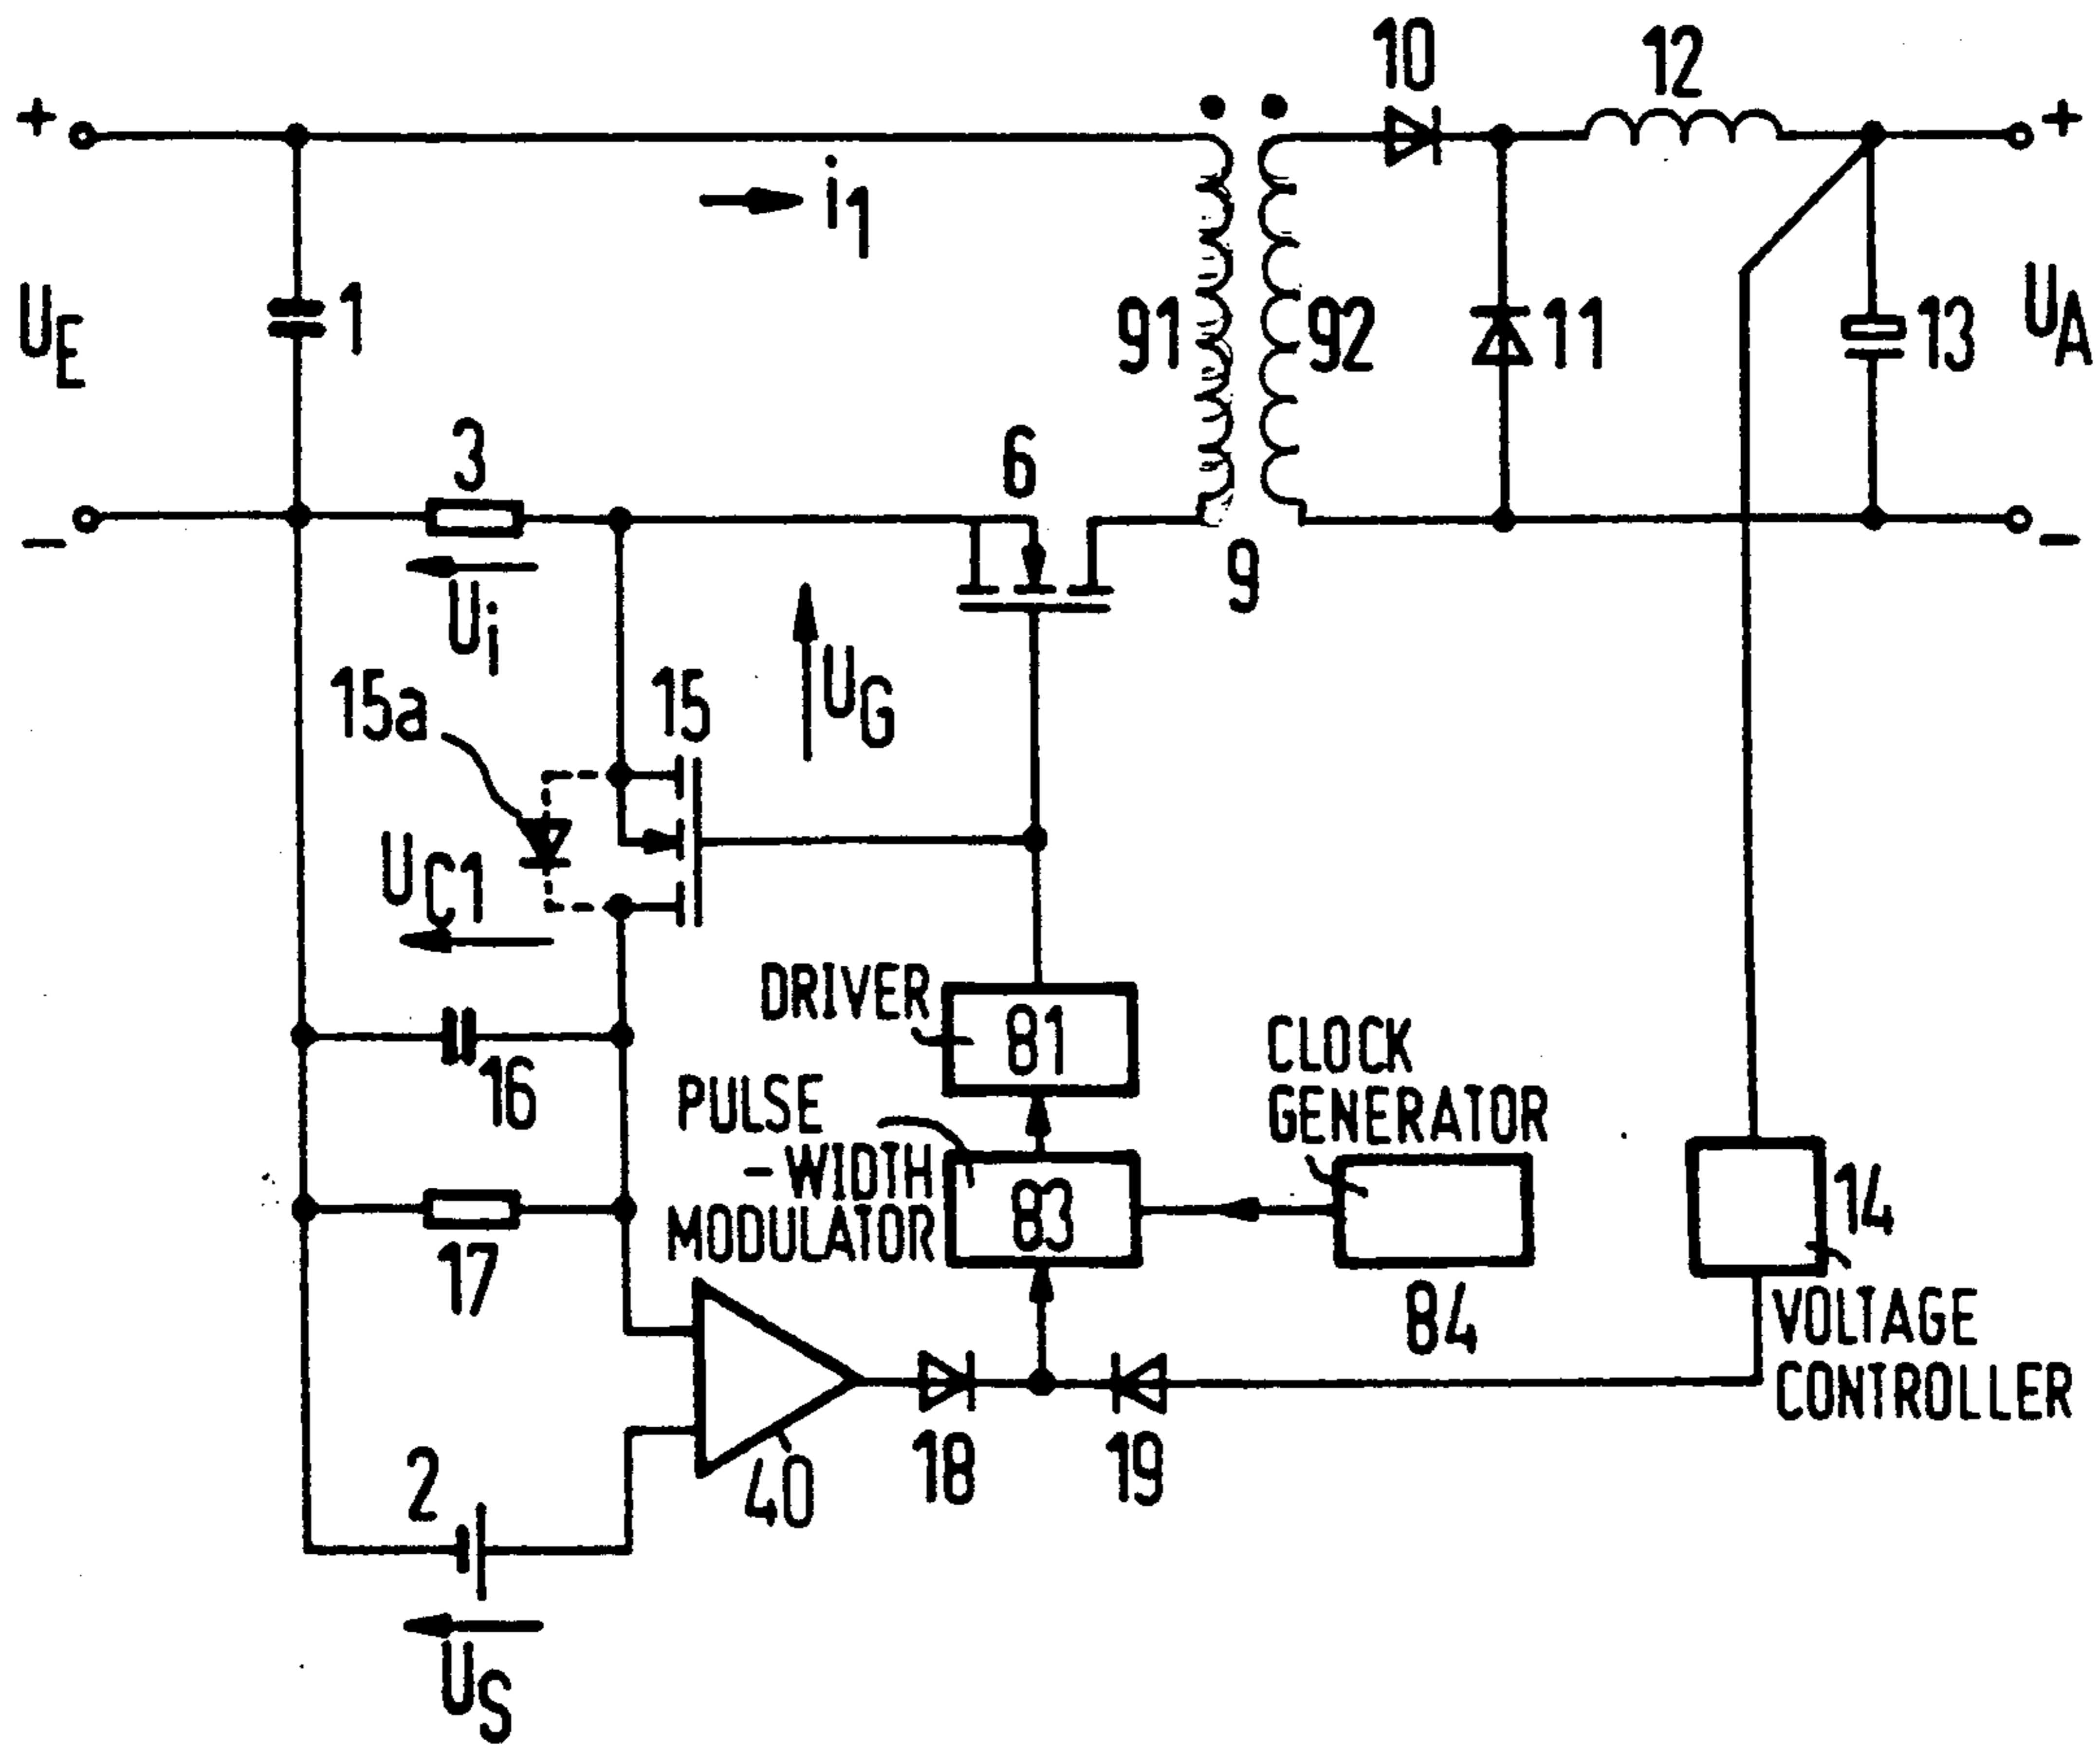 10
12
+
+
i1
UE
1
91
92
11
13
UA
3
6
−
−
9
Ui
15a
15
UG
UC1
DRIVER
81
CLOCK
GENERATOR
16
PULSE
-WIDTH
MODULATOR
83
84
14
17
VOLTAGE
CONTROLLER
2
40
18
19
US